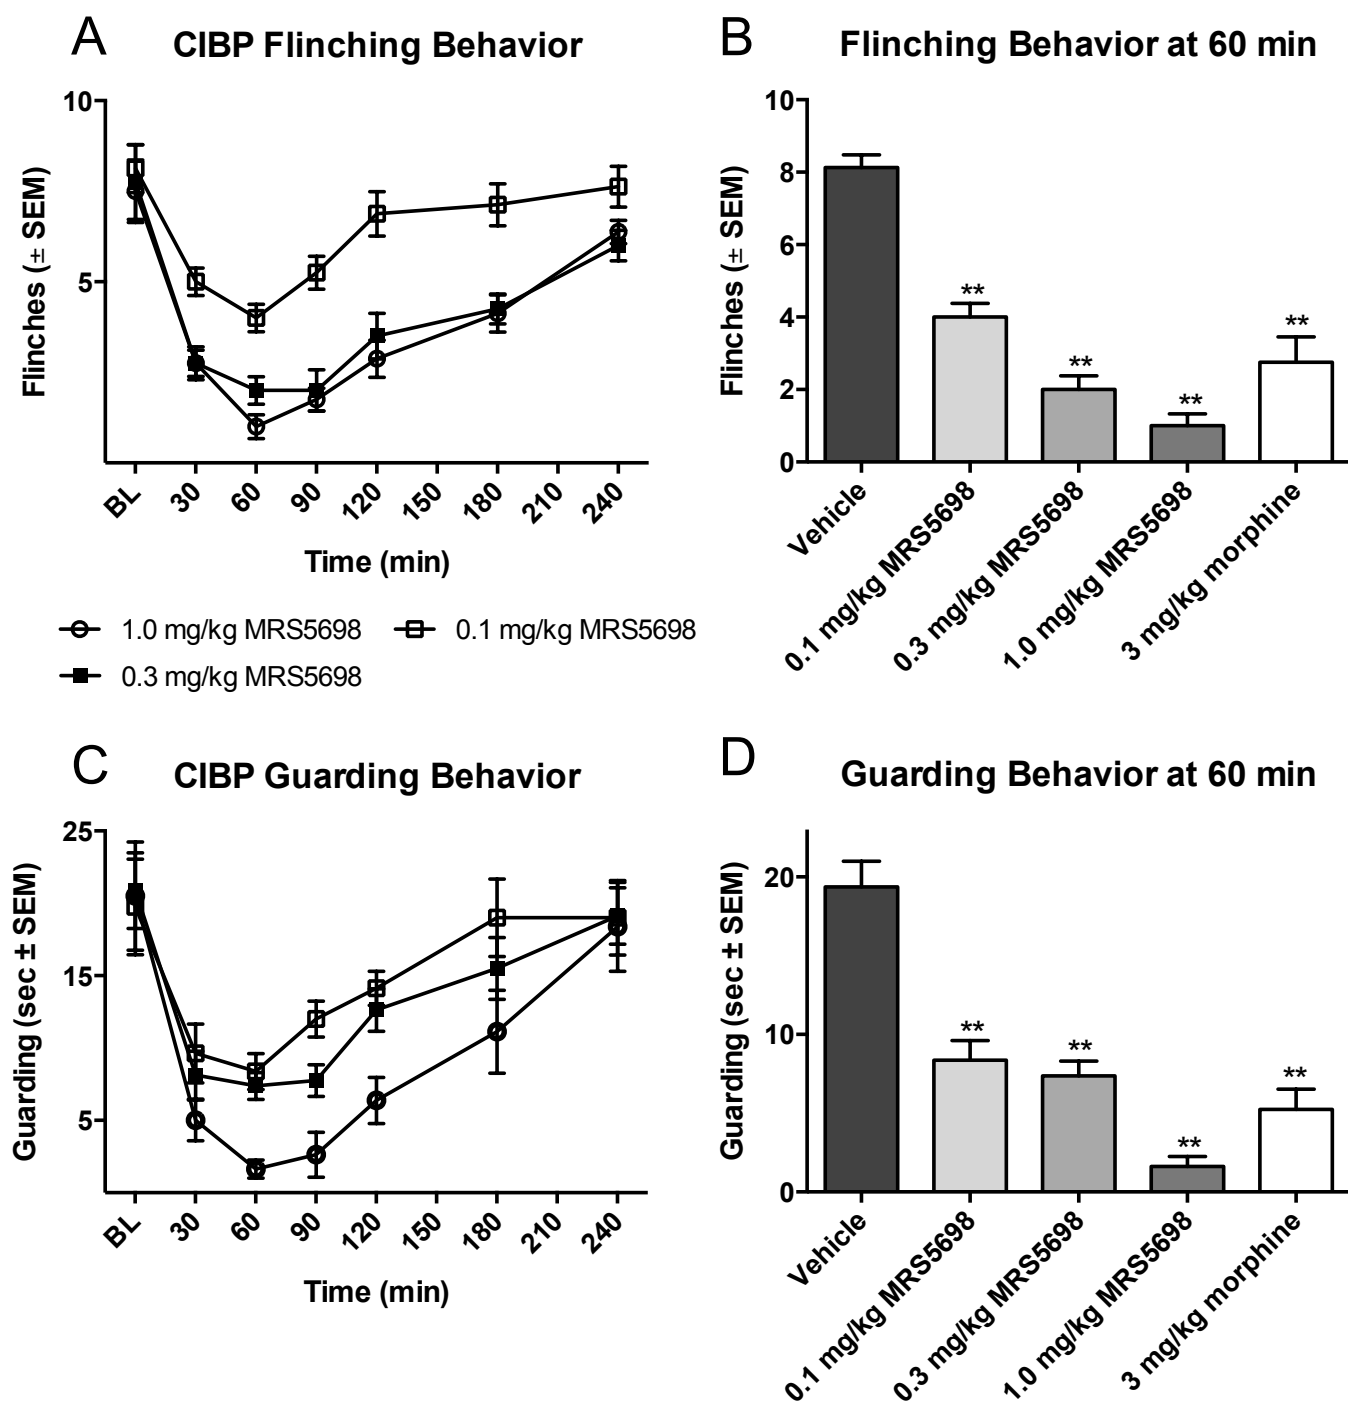 A
CIBP Flinching Behavior
10
5
Flinches (± SEM)
BL
30
60
90
120
150
180
210
240
Time (min)
1.0 mg/kg MRS5698
0.1 mg/kg MRS5698
0.3 mg/kg MRS5698
B
Flinching Behavior at 60 min
10
8
6
4
2
0
Flinches (± SEM)
**
**
**
**
Vehicle
0.1 mg/kg MRS5698
0.3 mg/kg MRS5698
1.0 mg/kg MRS5698
3 mg/kg morphine
C
CIBP Guarding Behavior
25
15
5
Guarding (sec ± SEM)
BL
30
60
90
120
150
180
210
240
Time (min)
D
Guarding Behavior at 60 min
20
10
0
Guarding (sec ± SEM)
**
**
**
**
Vehicle
0.1 mg/kg MRS5698
0.3 mg/kg MRS5698
1.0 mg/kg MRS5698
3 mg/kg morphine